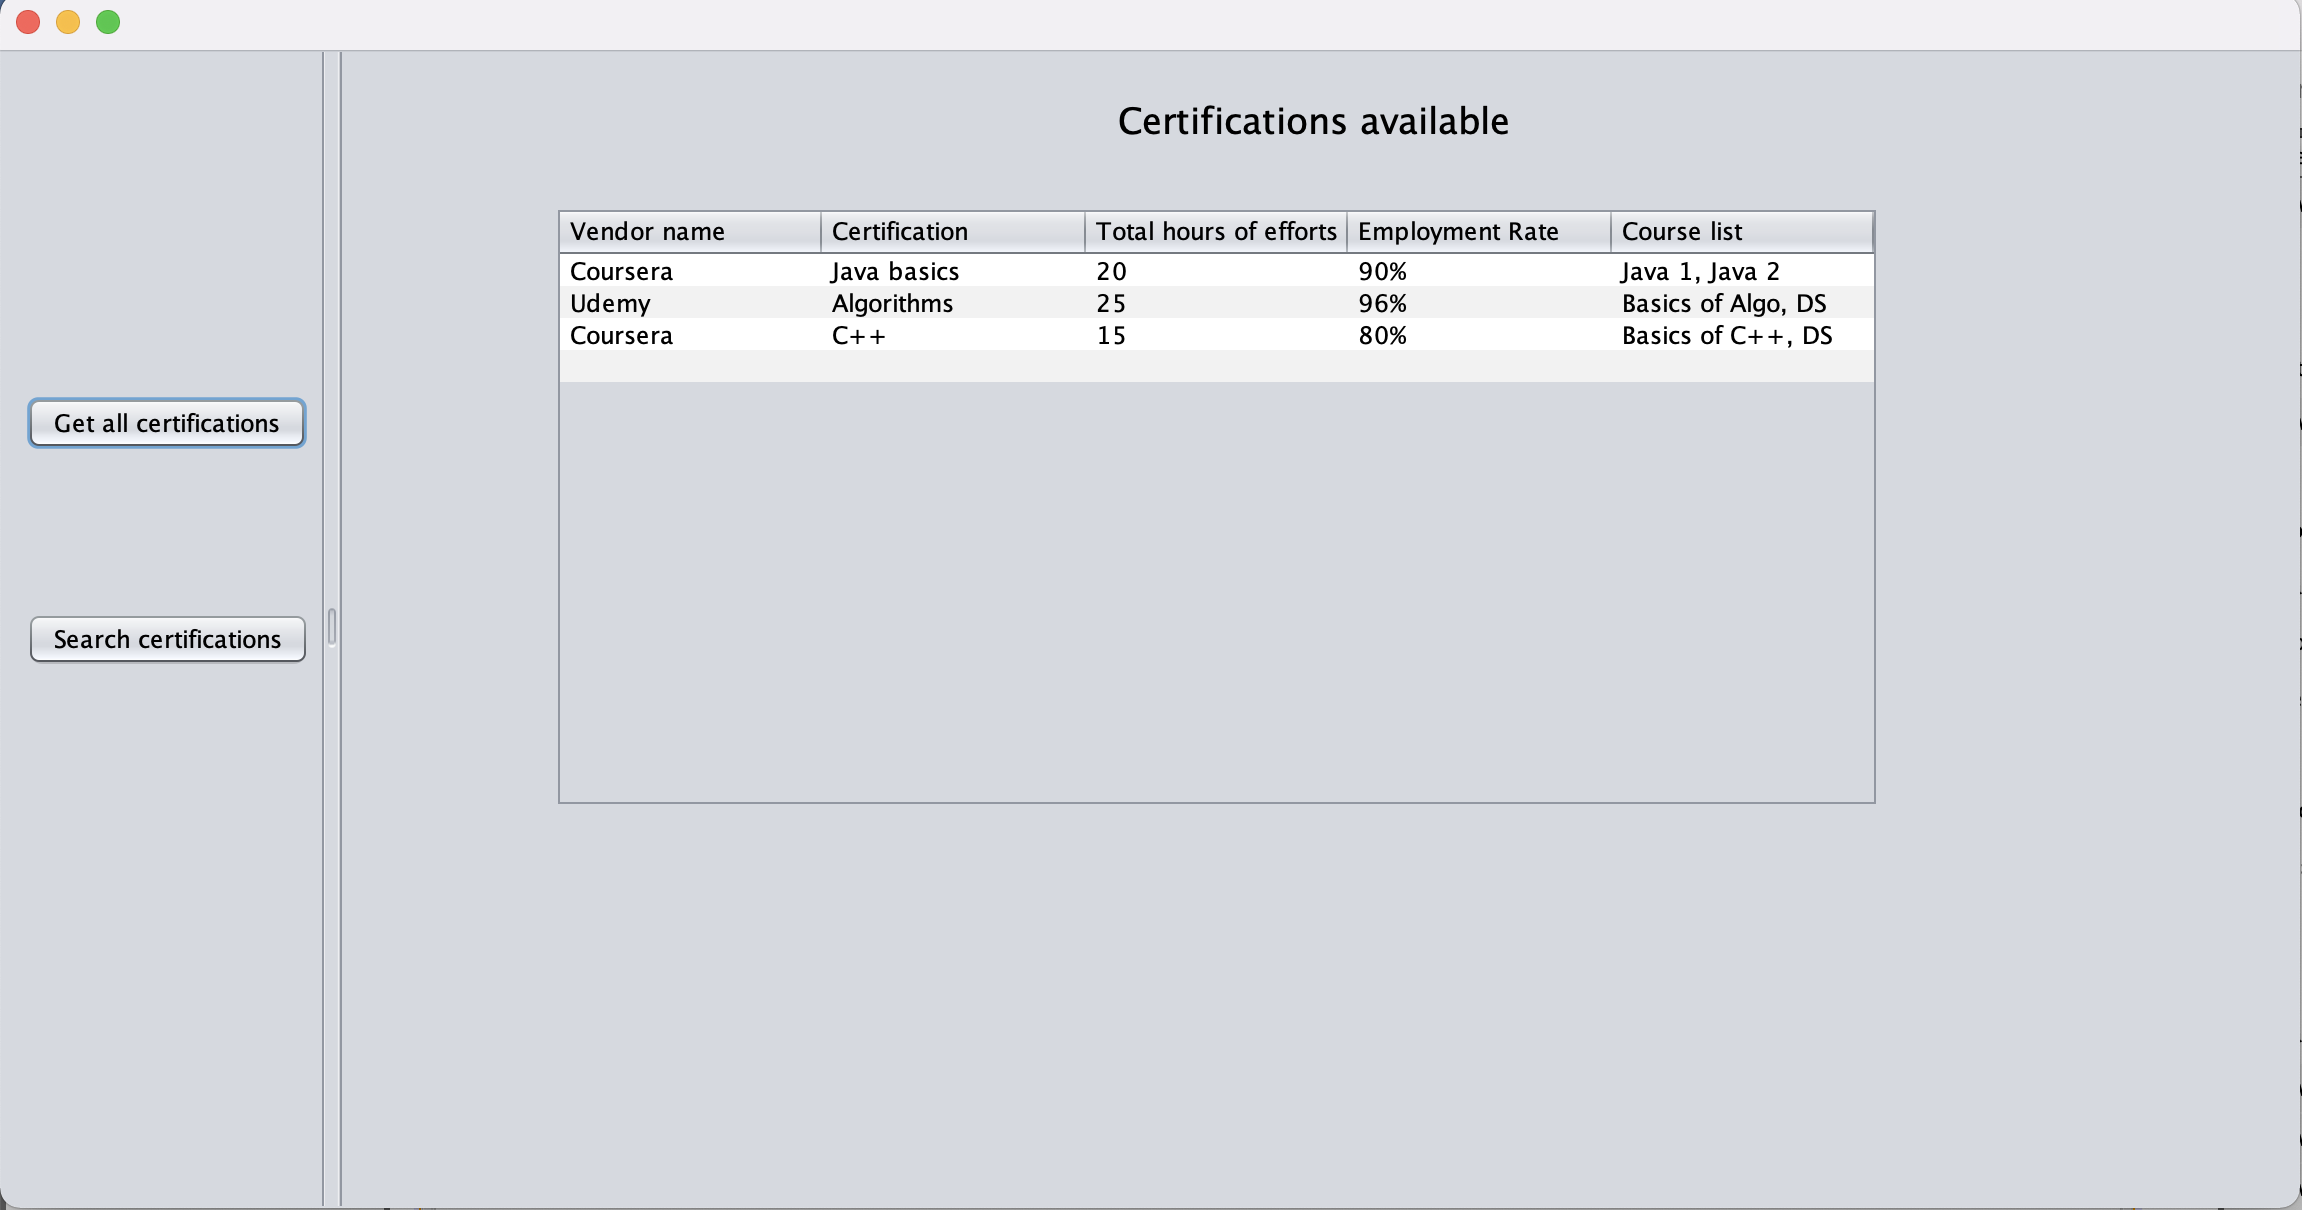 Certifications available
Vendor name Certification Total hours of efforts Employment Rate Course list
Coursera Java basics 20 90% Java 1, Java 2
Udemy Algorithms 25 96% Basics of Algo, DS
Coursera C++ 15 80% Basics of C++, DS
Get all certifications
Search certifications